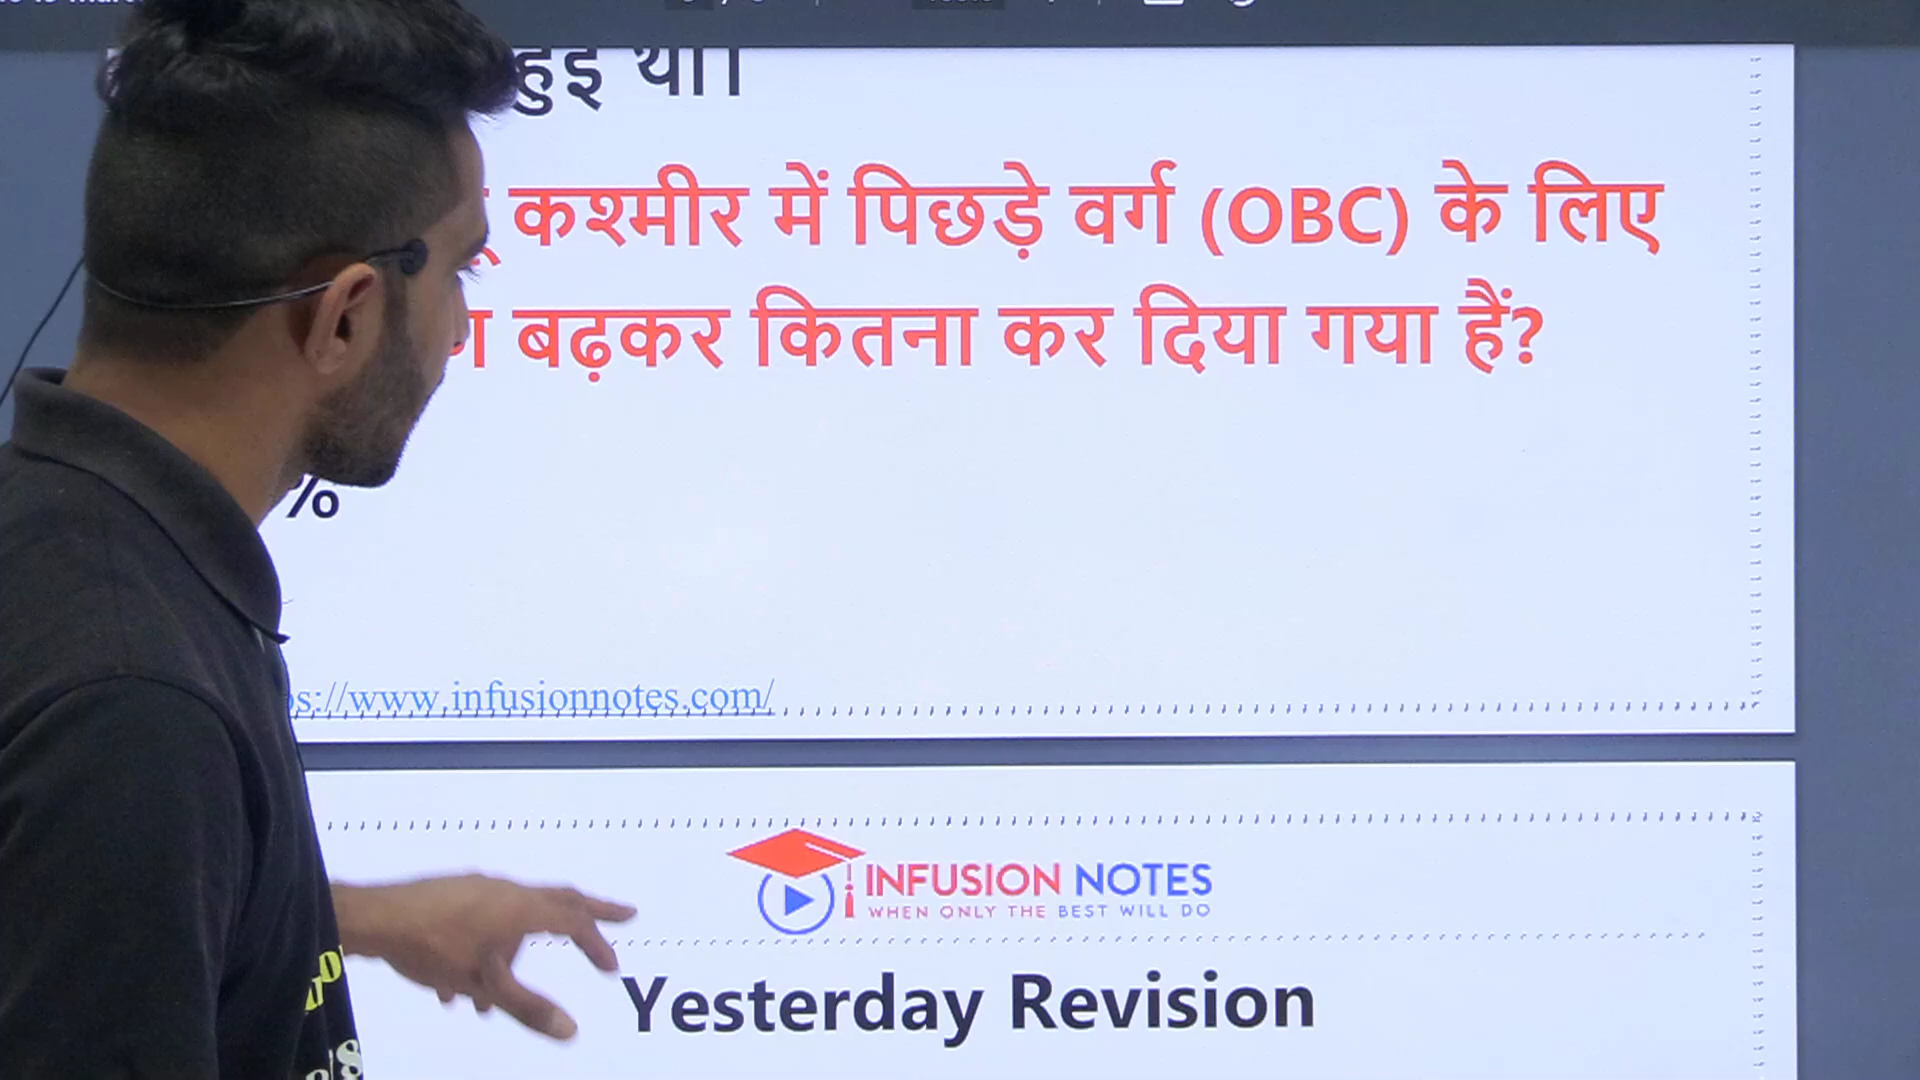 हुई थी।
कश्मीर में पिछड़े वर्ग (OBC) के लिए
बढ़कर कितना कर दिया गया हैं?
%
s://www.infusionnotes.com/
INFUSION NOTES
WHEN ONLY THE BEST WILL DO
Yesterday Revision